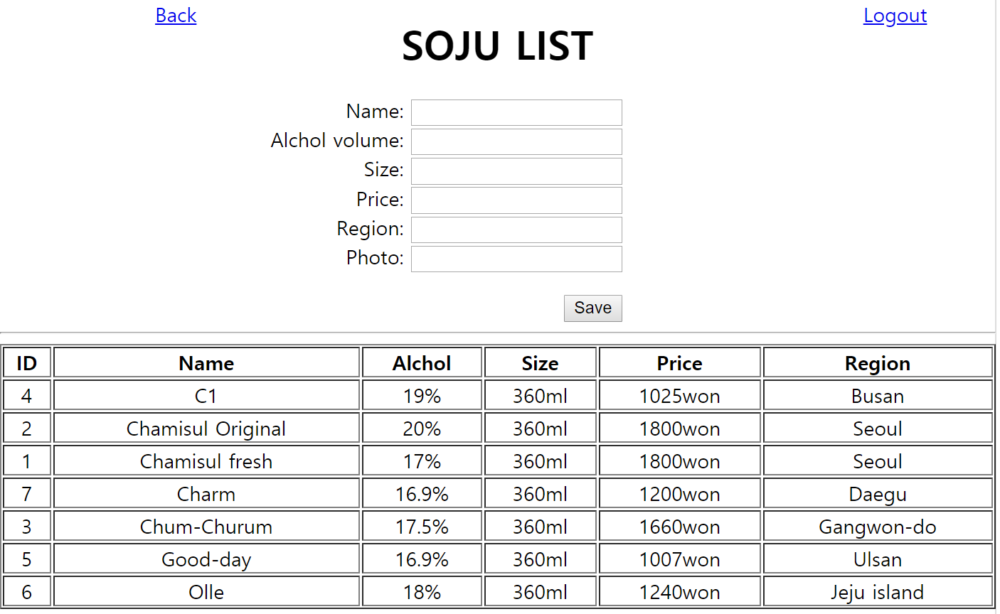 Back Logout
SOJU LIST
Name:
Alchol volume:
Size:
Price:
Region:
Photo:
Save
ID Name Alchol Size Price Region
4 C1 19% 360ml 1025won Busan
2 Chamisul Original 20% 360ml 1800won Seoul
1 Chamisul fresh 17% 360ml 1800won Seoul
7 Charm 16.9% 360ml 1200won Daegu
3 Chum-Churum 17.5% 360ml 1660won Gangwon-do
5 Good-day 16.9% 360ml 1007won Ulsan
6 Olle 18% 360ml 1240won Jeju island